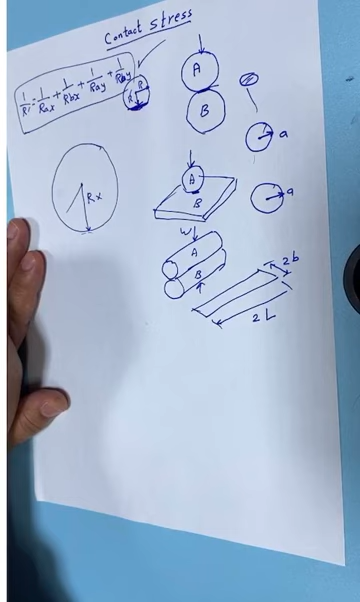 Contact Stress
1/R' = 1/Rax + 1/Rbx + 1/Ray + 1/Rby
R R
A
B
a
Rx
A
B
a
W
A
B
2b
2L